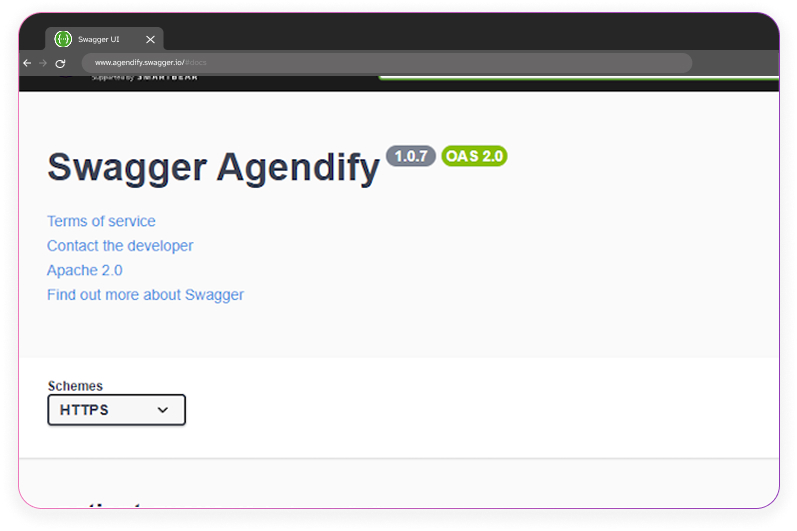 Swagger UI
www.agendify.swagger.io/#docs
Supported by SMARTBEAR
Swagger Agendify 1.0.7 OAS 2.0
Terms of service
Contact the developer
Apache 2.0
Find out more about Swagger
Schemes
HTTPS